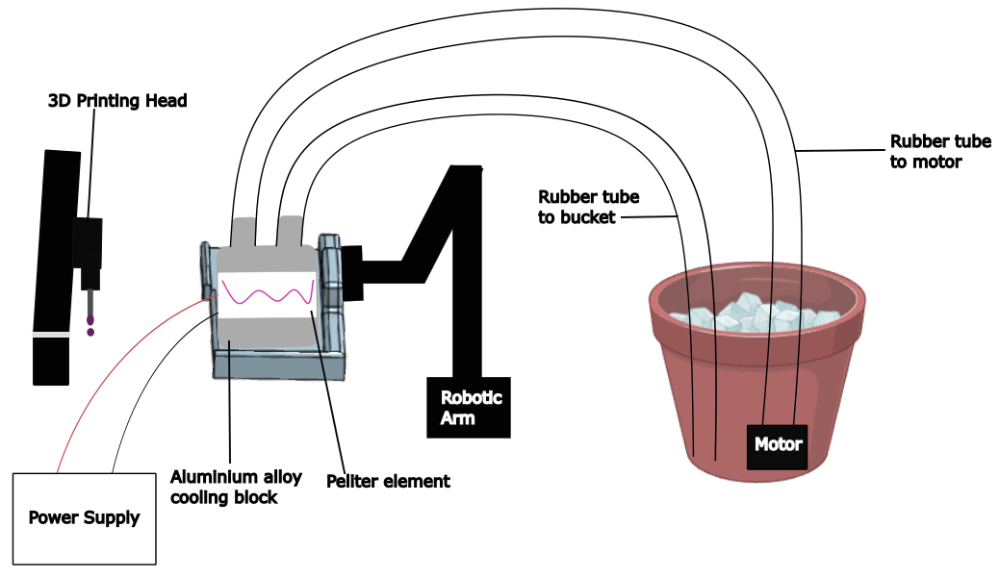 3D Printing Head
Rubber tube
to motor
Rubber tube
to bucket
Robotic
Arm
Motor
Aluminium alloy
cooling block
Pellter element
Power Supply